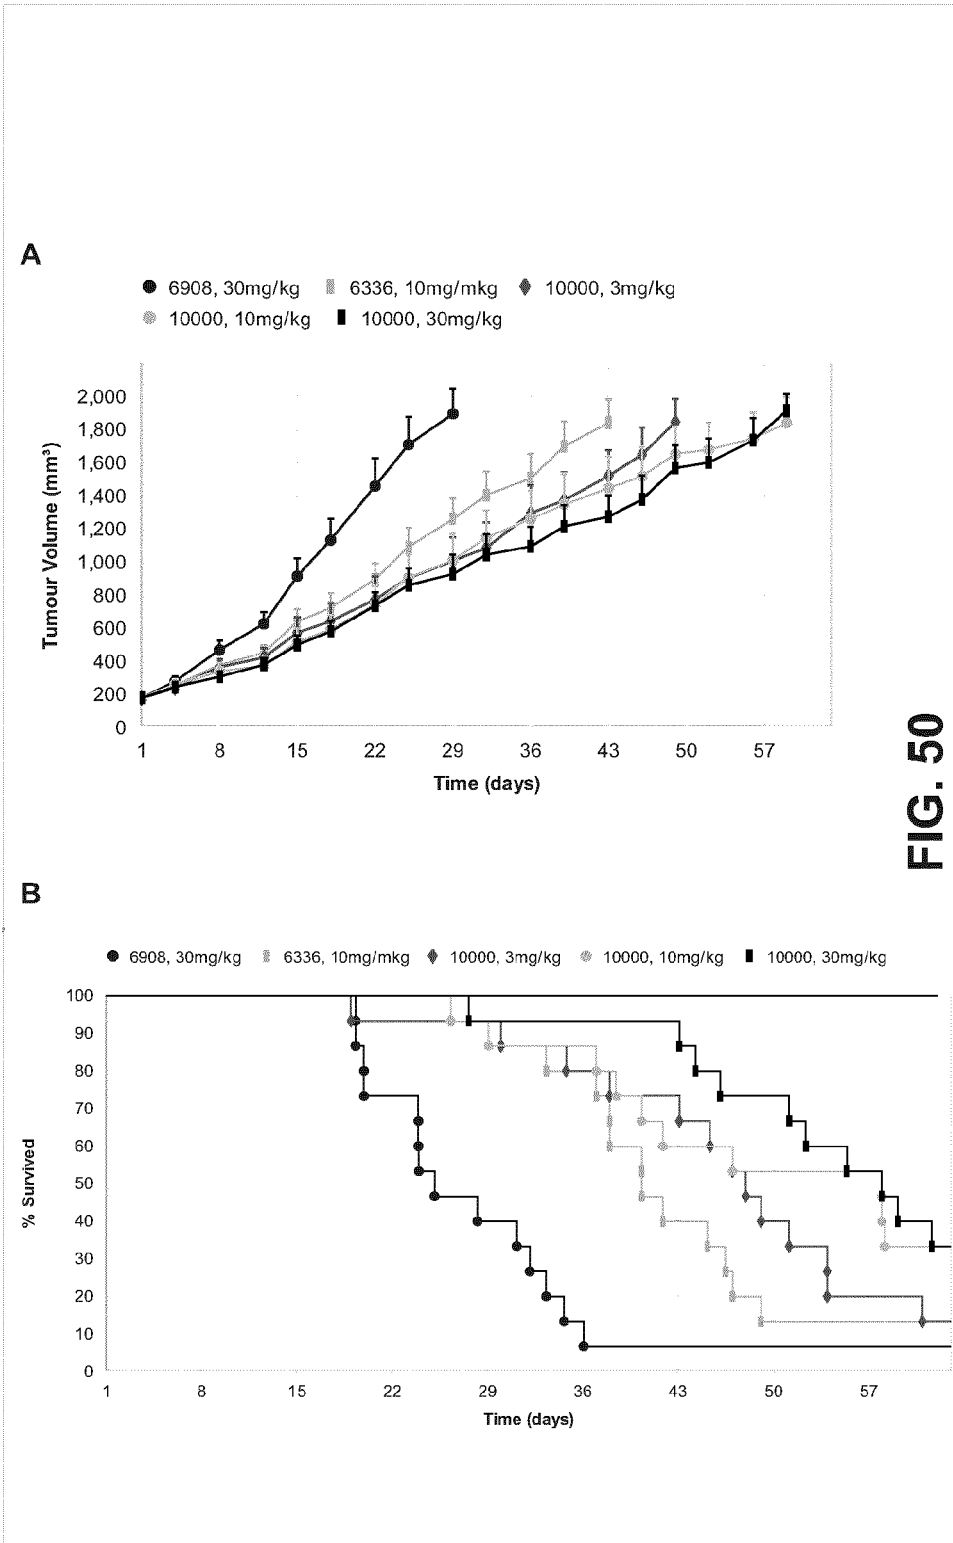 A
6908, 30mg/kg 6336, 10mg/mkg 10000, 3mg/kg
10000, 10mg/kg 10000, 30mg/kg
Tumour Volume (mm³)
2,000
1,800
1,600
1,400
1,200
1,000
800
600
400
200
0
1 8 15 22 29 36 43 50 57
Time (days)
FIG. 50
B
6908, 30mg/kg 6336, 10mg/mkg 10000, 3mg/kg 10000, 10mg/kg 10000, 30mg/kg
% Survived
100
90
80
70
60
50
40
30
20
10
0
1 8 15 22 29 36 43 50 57
Time (days)